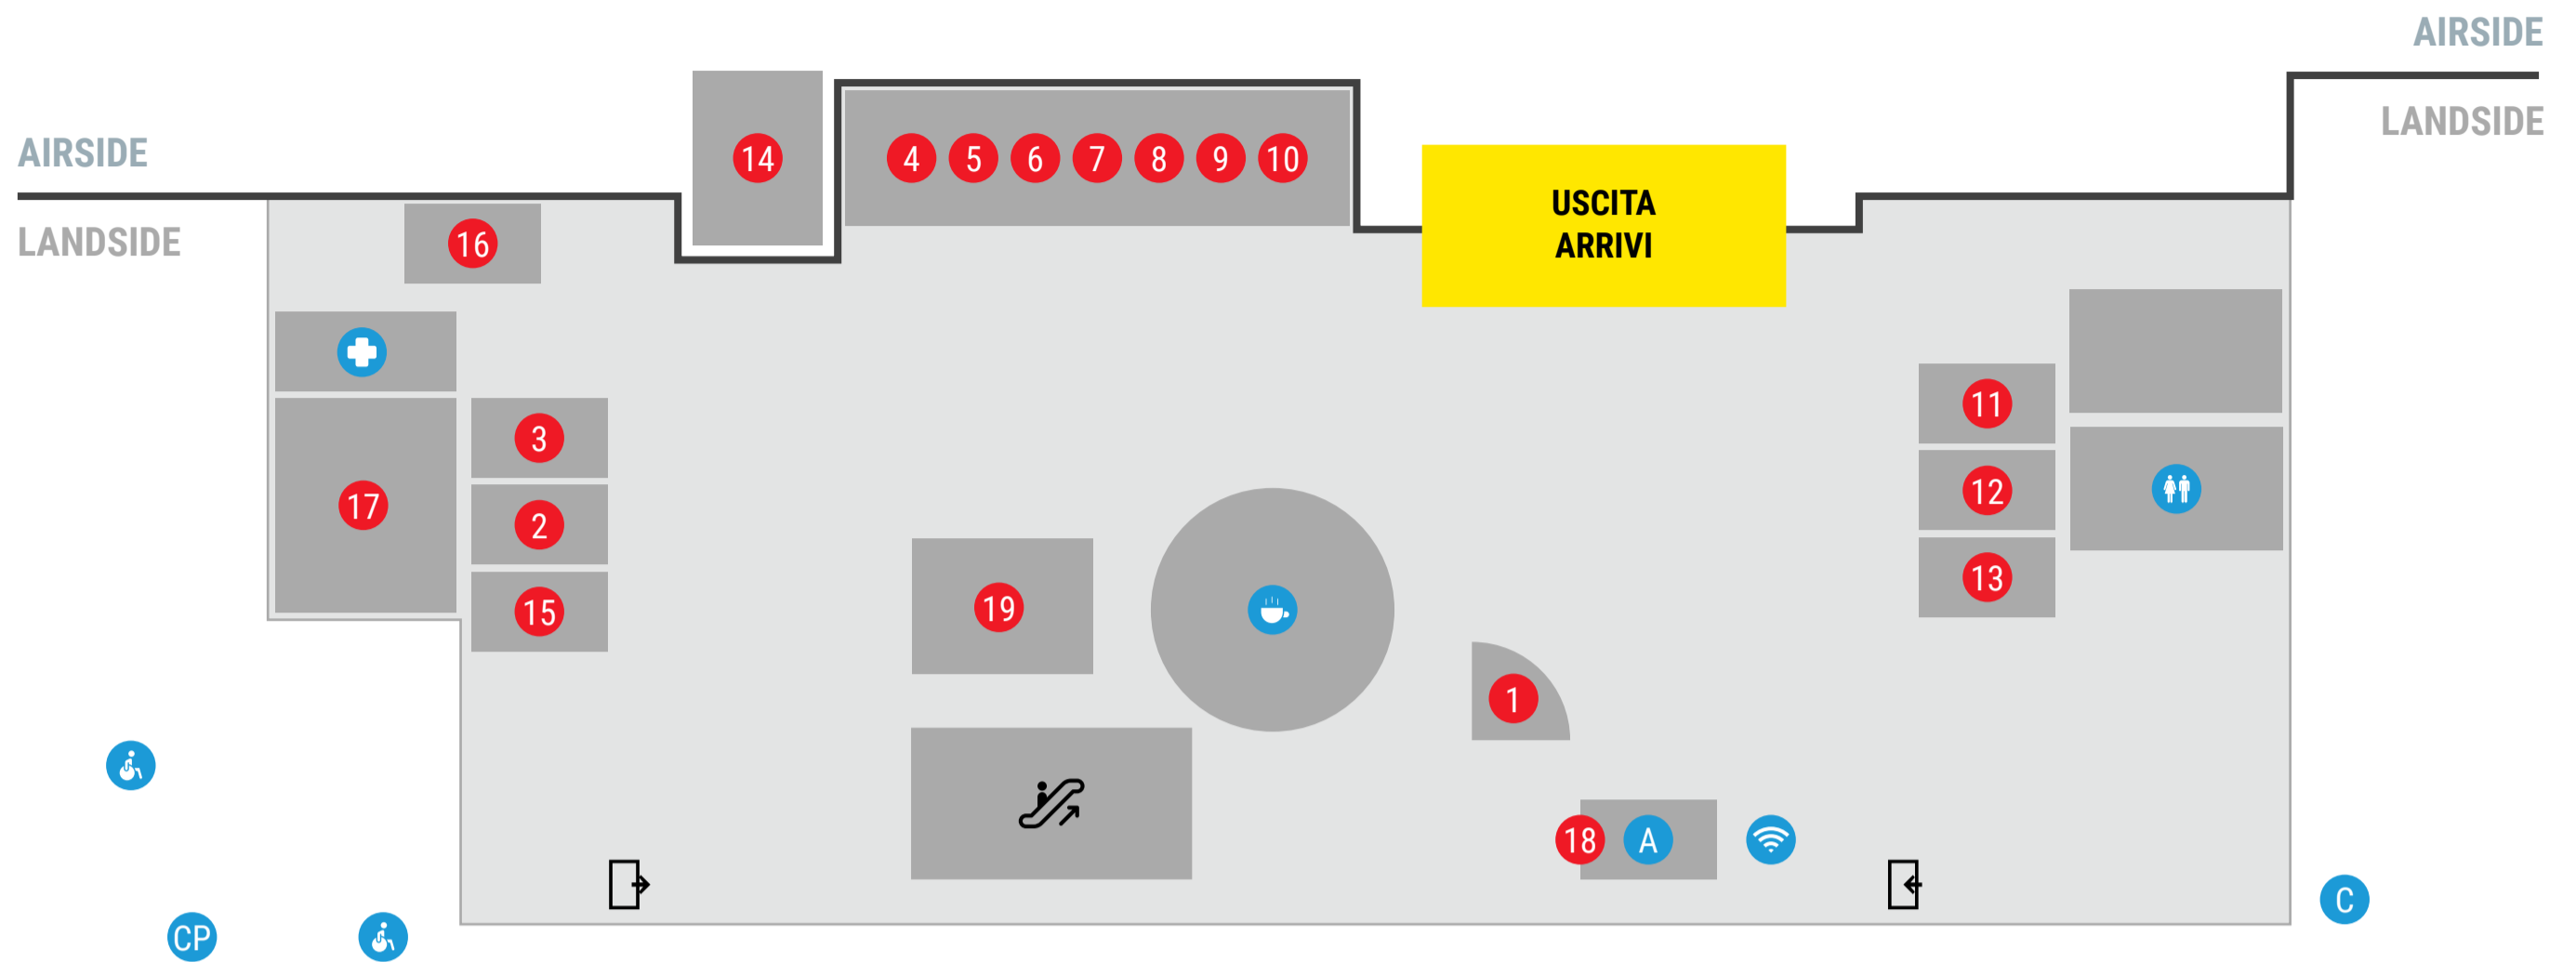 AIRSIDE
LANDSIDE
AIRSIDE
LANDSIDE
14
4 5 6 7 8 9 10
USCITA
ARRIVI
16
3
17
2
15
11
12
13
19
1
18 A
C
CP